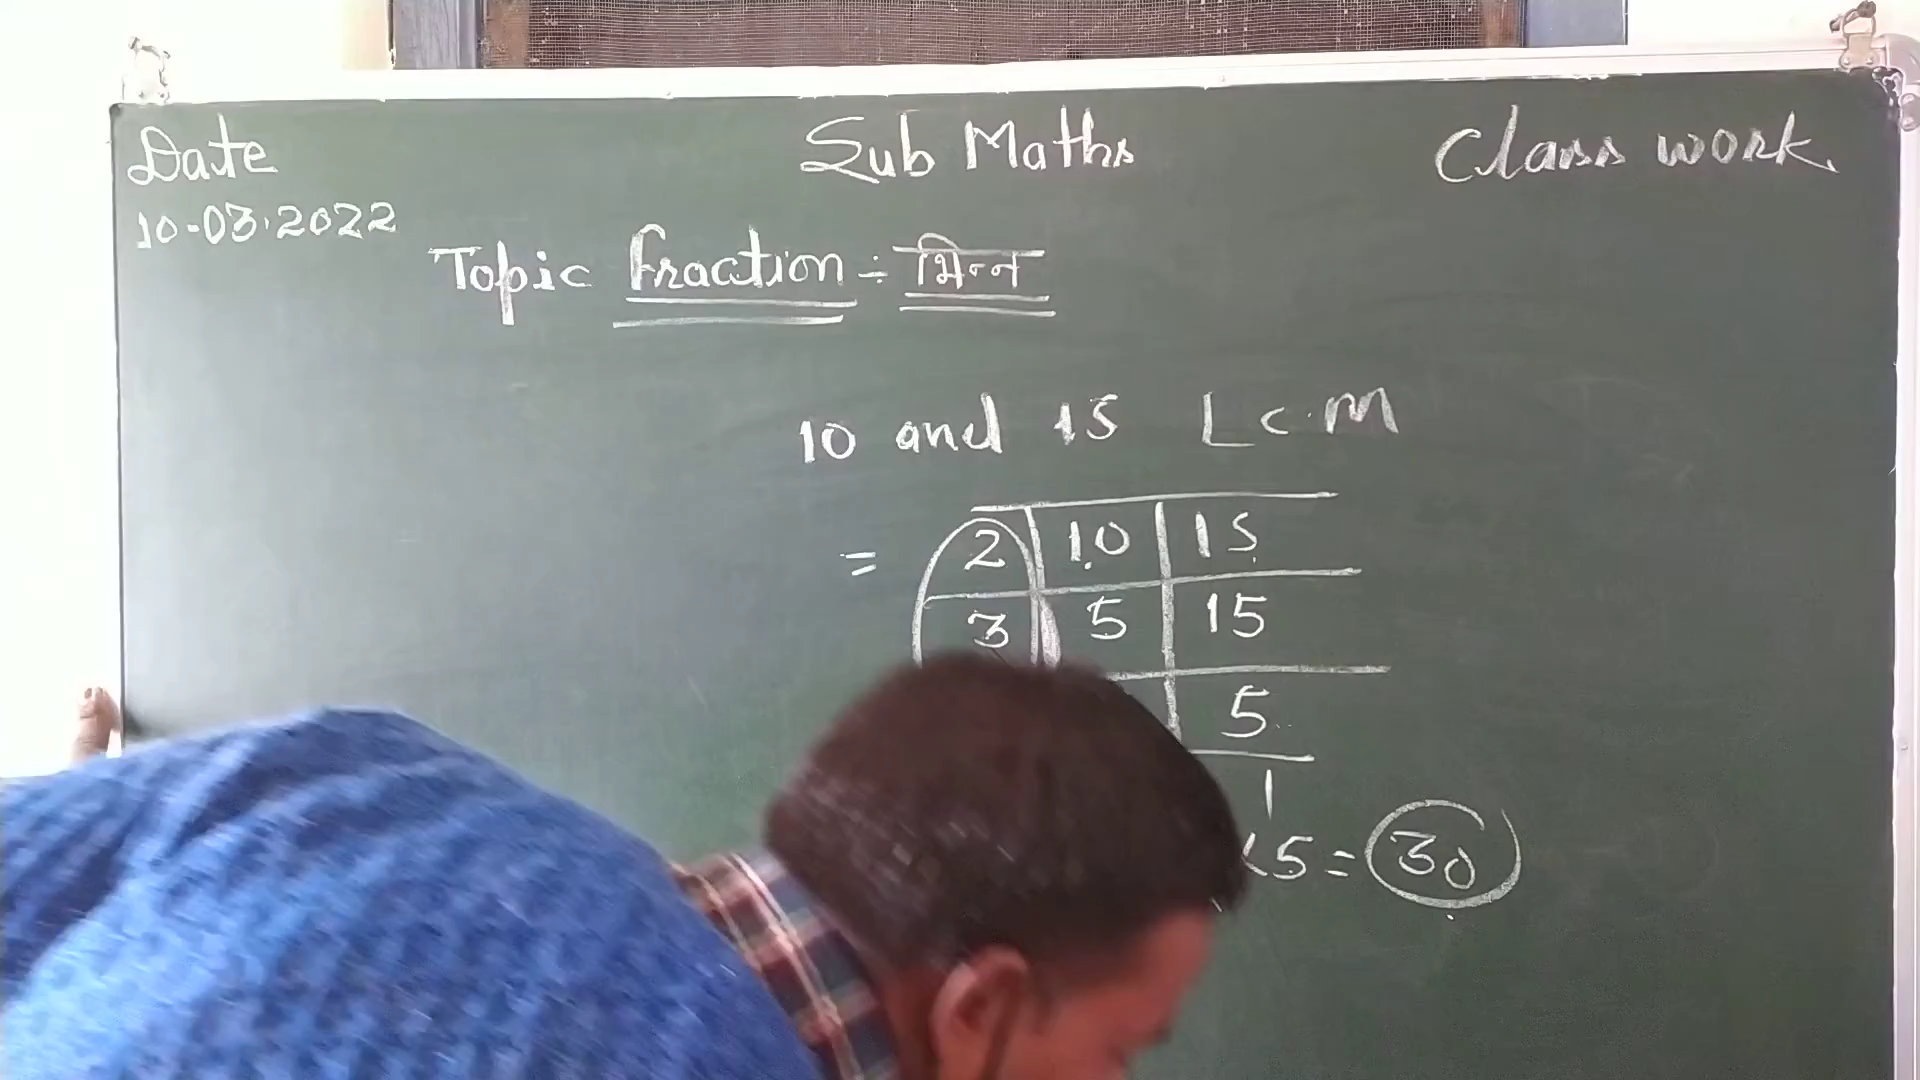 Date
Sub Maths
Class work
10-03.2022
Topic Fraction ÷ भिन्न
10 and 15 L C.M
= 2 10 15
3 5 15
5
1
5 = 30